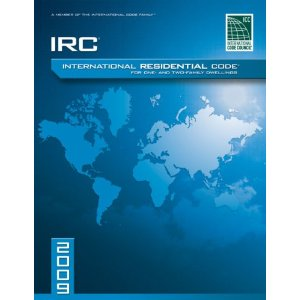 A MEMBER OF THE INTERNATIONAL CODE FAMILY®
IRC®
ICC
INTERNATIONAL
CODE COUNCIL®
INTERNATIONAL RESIDENTIAL CODE®
FOR ONE- AND TWO-FAMILY DWELLINGS
2009